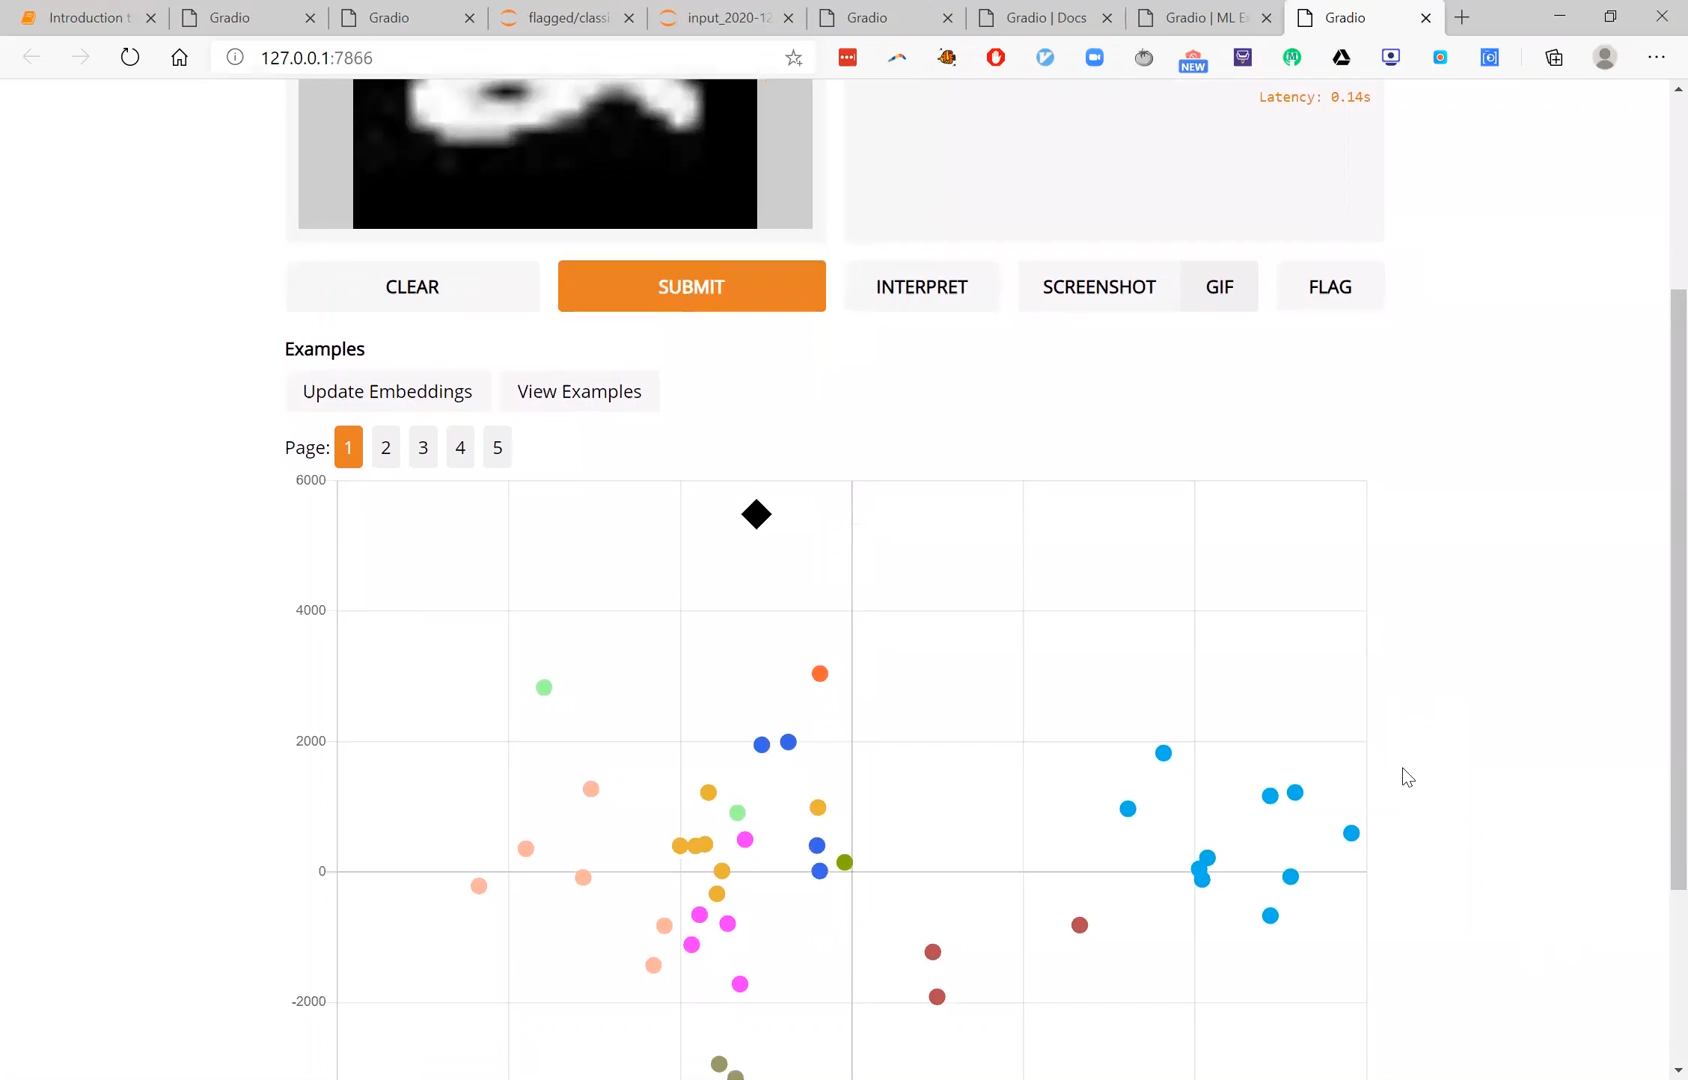 Introduction t
Gradio
Gradio
flagged/classi
input_2020-12
Gradio
Gradio | Docs
Gradio | ML Ex
Gradio
127.0.0.1:7866
NEW
Latency: 0.14s
CLEAR
SUBMIT
INTERPRET
SCREENSHOT
GIF
FLAG
Examples
Update Embeddings
View Examples
Page: 1 2 3 4 5
6000
4000
2000
0
-2000